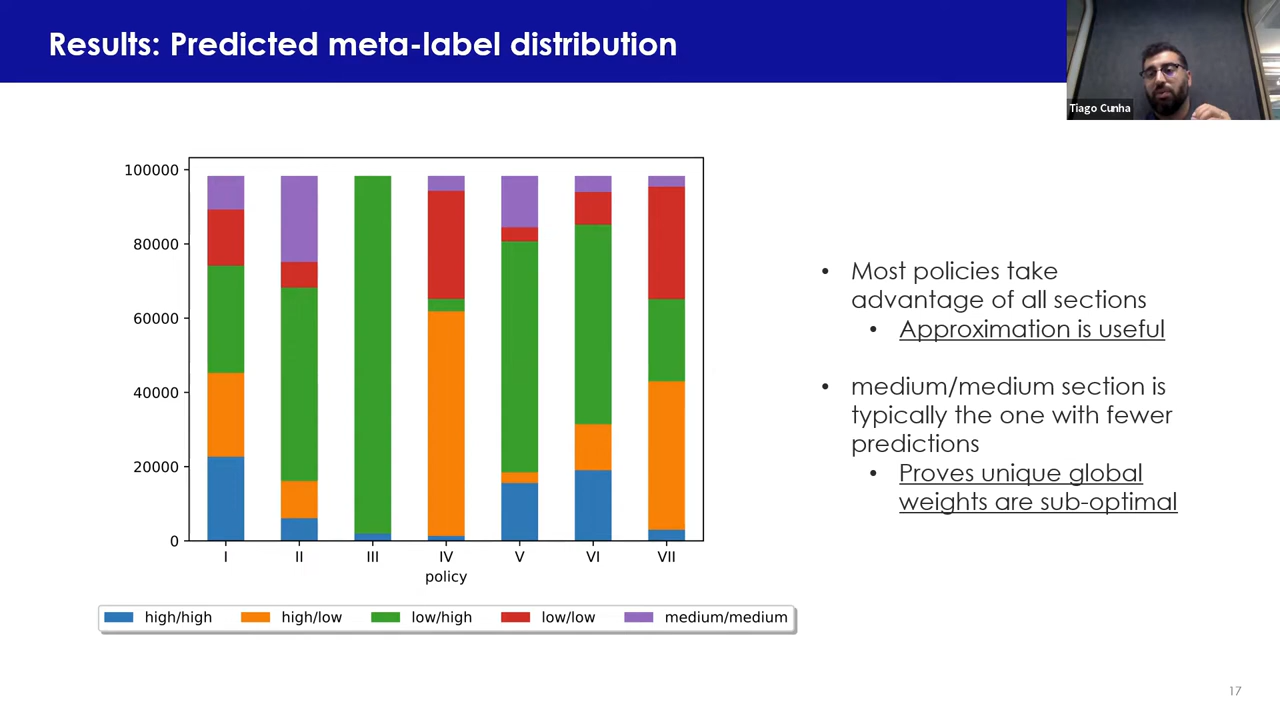 Results: Predicted meta-label distribution
Tiago Cunha
100000
80000
60000
40000
20000
0
I II III IV V VI VII
policy
high/high high/low low/high low/low medium/medium
• Most policies take
advantage of all sections
• Approximation is useful
• medium/medium section is
typically the one with fewer
predictions
• Proves unique global
weights are sub-optimal
17